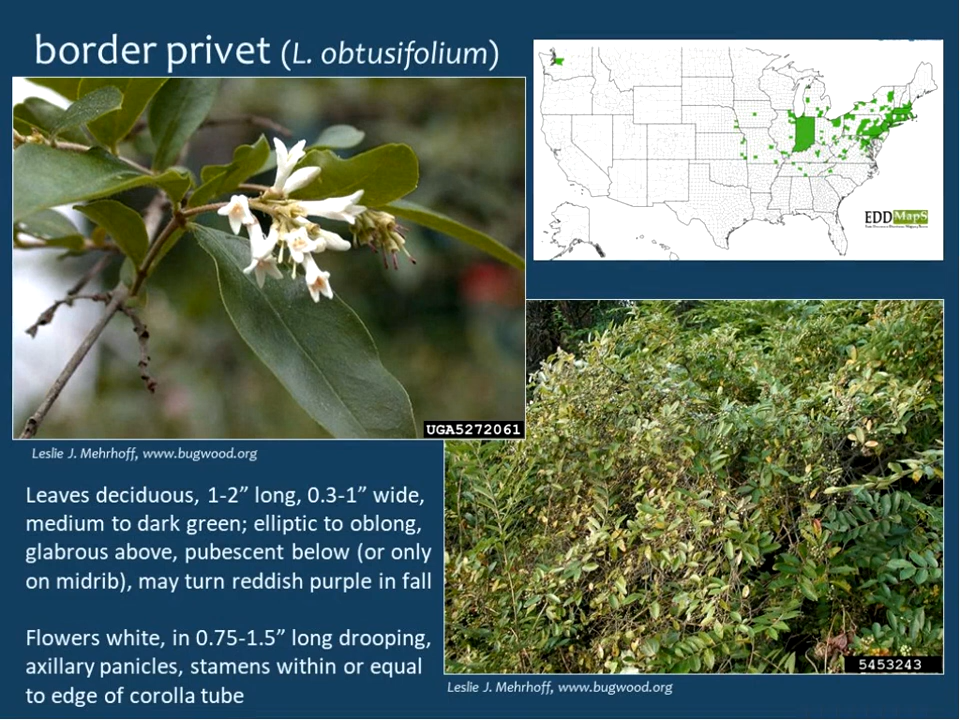 border privet (L. obtusifolium)
EDDMapS
UGA5272061
Leslie J. Mehrhoff, www.bugwood.org
Leaves deciduous, 1-2” long, 0.3-1” wide,
medium to dark green; elliptic to oblong,
glabrous above, pubescent below (or only
on midrib), may turn reddish purple in fall
Flowers white, in 0.75-1.5” long drooping,
axillary panicles, stamens within or equal
to edge of corolla tube
5453243
Leslie J. Mehrhoff, www.bugwood.org